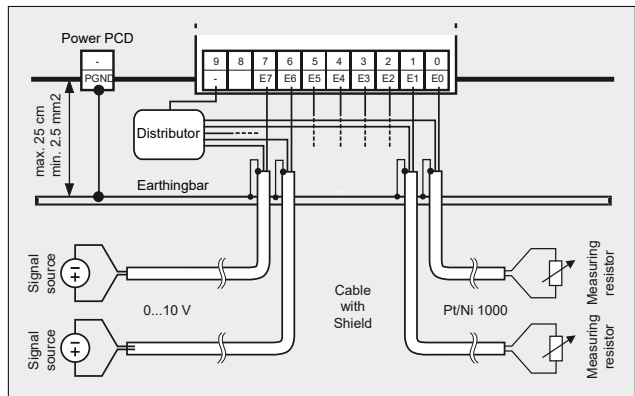 Power PCD
-
PGND
9 8 7 6 5 4 3 2 1 0
- E7 E6 E5 E4 E3 E2 E1 E0
max. 25 cm
min. 2.5 mm2
Distributor
Earthingbar
Signal
source
0...10 V
Cable
with
Shield
Pt/Ni 1000
Measuring
resistor
Signal
source
Measuring
resistor